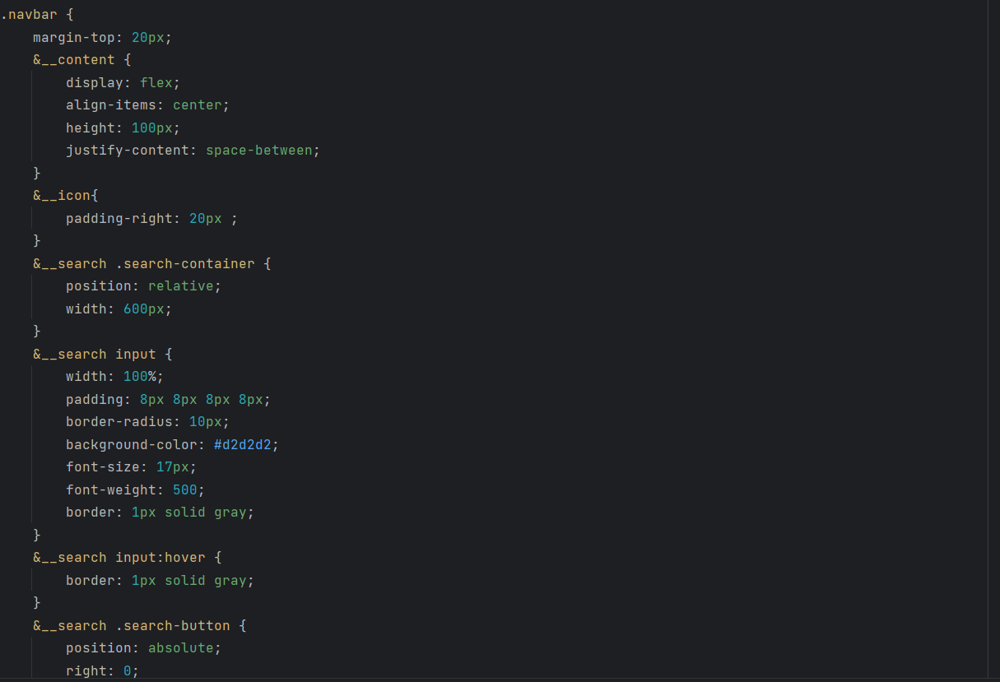 .navbar {
    margin-top: 20px;
    &__content {
        display: flex;
        align-items: center;
        height: 100px;
        justify-content: space-between;
    }
    &__icon{
        padding-right: 20px ;
    }
    &__search .search-container {
        position: relative;
        width: 600px;
    }
    &__search input {
        width: 100%;
        padding: 8px 8px 8px 8px;
        border-radius: 10px;
        background-color: #d2d2d2;
        font-size: 17px;
        font-weight: 500;
        border: 1px solid gray;
    }
    &__search input:hover {
        border: 1px solid gray;
    }
    &__search .search-button {
        position: absolute;
        right: 0;